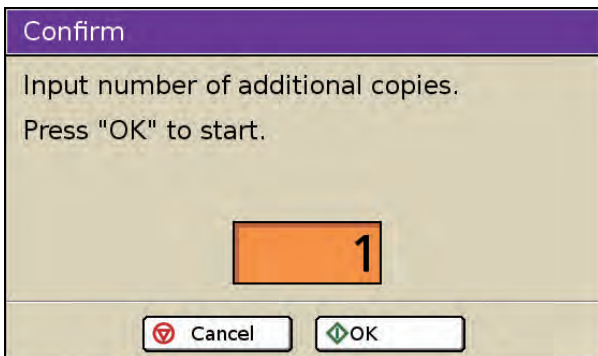 Confirm
Input number of additional copies.
Press "OK" to start.
1
Cancel OK